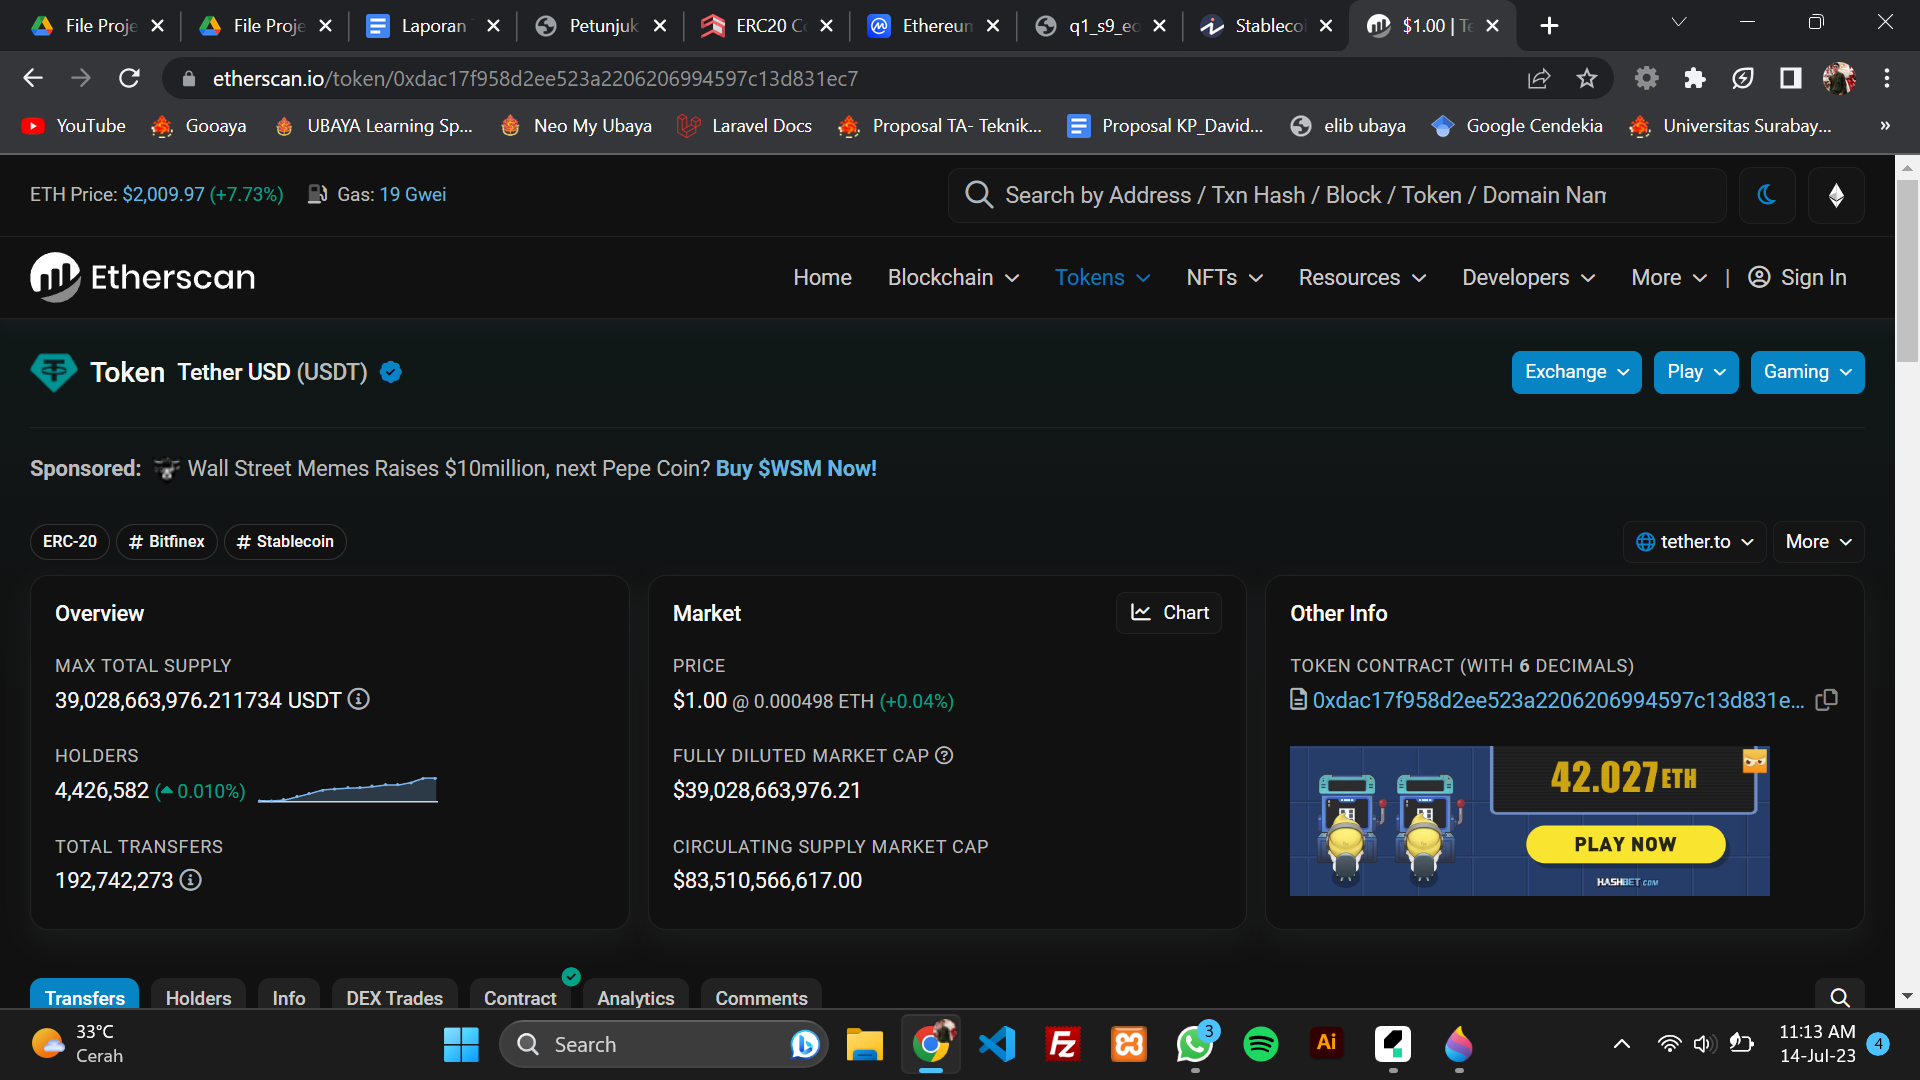 File Proje
File Proje
Laporan
Petunjuk
ERC20 Co
Ethereum
q1_s9_eo
Stablecoi
$1.00 | Te
etherscan.io/token/0xdac17f958d2ee523a2206206994597c13d831ec7
YouTube
Gooaya
UBAYA Learning Sp...
Neo My Ubaya
Laravel Docs
Proposal TA- Teknik...
Proposal KP_David...
elib ubaya
Google Cendekia
Universitas Surabay...
»
ETH Price: $2,009.97 (+7.73%) Gas: 19 Gwei
Search by Address / Txn Hash / Block / Token / Domain Nam
Etherscan
Home Blockchain Tokens NFTs Resources Developers More | Sign In
Token Tether USD (USDT)
Exchange Play Gaming
Sponsored: Wall Street Memes Raises $10million, next Pepe Coin? Buy $WSM Now!
ERC-20 # Bitfinex # Stablecoin
tether.to More
Overview
MAX TOTAL SUPPLY
39,028,663,976.211734 USDT
HOLDERS
4,426,582 (0.010%)
TOTAL TRANSFERS
192,742,273
Market
Chart
PRICE
$1.00 @ 0.000498 ETH (+0.04%)
FULLY DILUTED MARKET CAP
$39,028,663,976.21
CIRCULATING SUPPLY MARKET CAP
$83,510,566,617.00
Other Info
TOKEN CONTRACT (WITH 6 DECIMALS)
0xdac17f958d2ee523a2206206994597c13d831e...
42.027 ETH
PLAY NOW
HASHBET.COM
Transfers Holders Info DEX Trades Contract Analytics Comments
33°C
Cerah
Search
Fz
3
Ai
11:13 AM
14-Jul-23
4